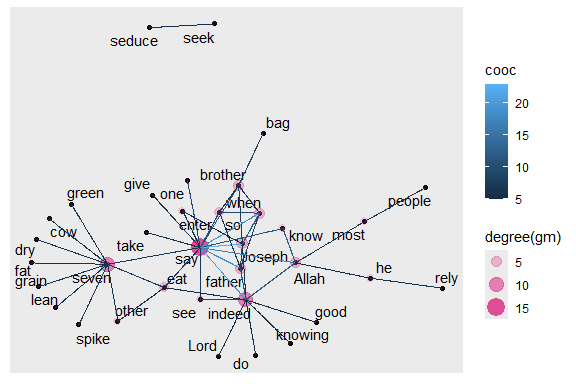 seduce
seek
cooc
20
15
10
5
bag
brother
give
one
green
when
people
cow
enter
so
know
most
dry
take
say
Joseph
fat
seven
father
Allah
he
grain
eat
rely
lean
other
see
indeed
good
spike
Lord
knowing
do
degree(gm)
5
10
15